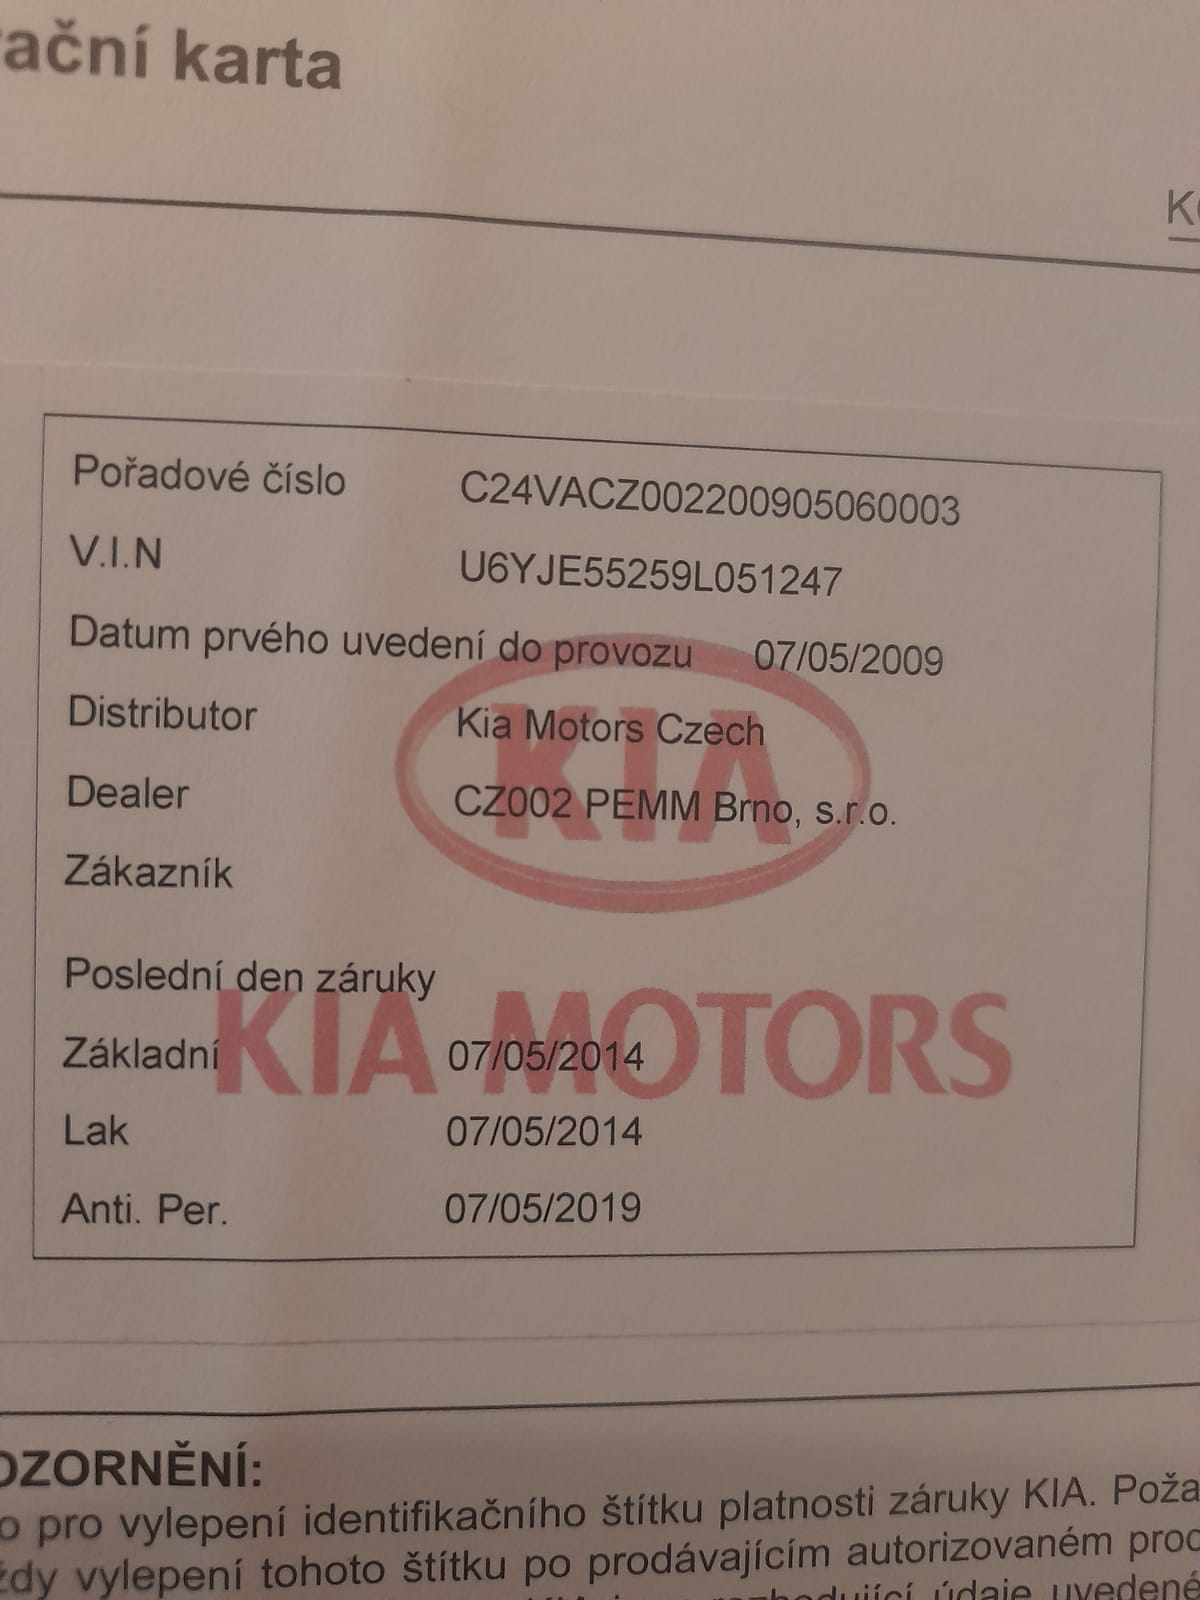 ační karta
Pořadové číslo C24VACZ002200905060003
V.I.N U6YJE55259L051247
Datum prvého uvedení do provozu 07/05/2009
Distributor Kia Motors Czech
Dealer CZ002 PEMM Brno, s.r.o.
Zákazník
KIA
Poslední den záruky
KIA MOTORS
Základní 07/05/2014
Lak 07/05/2014
Anti. Per. 07/05/2019
OZORNĚNÍ:
o pro vylepení identifikačního štítku platnosti záruky KIA. Poža
ždy vylepení tohoto štítku po prodávajícím autorizovaném proc
údaje uvedené